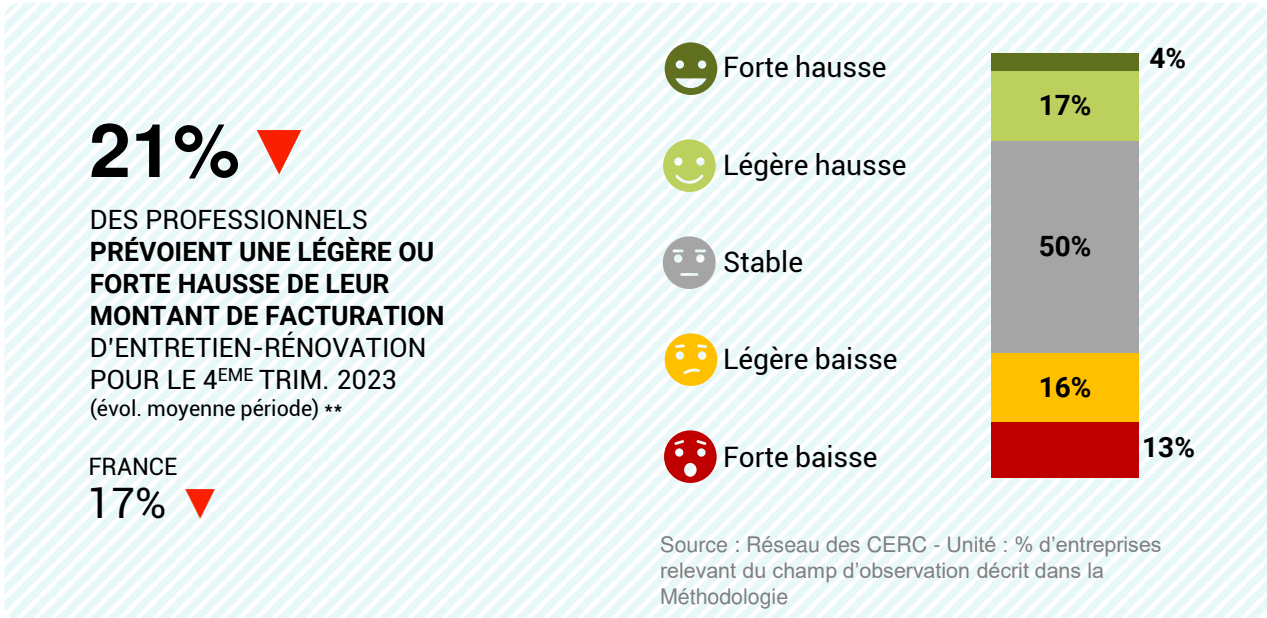 21%
DES PROFESSIONNELS
PRÉVOIENT UNE LÉGÈRE OU
FORTE HAUSSE DE LEUR
MONTANT DE FACTURATION
D'ENTRETIEN-RÉNOVATION
POUR LE 4EME TRIM. 2023
(évol. moyenne période) **
FRANCE
17%
Forte hausse
Légère hausse
Stable
Légère baisse
Forte baisse
4%
17%
50%
16%
13%
Source : Réseau des CERC - Unité : % d'entreprises
relevant du champ d'observation décrit dans la
Méthodologie